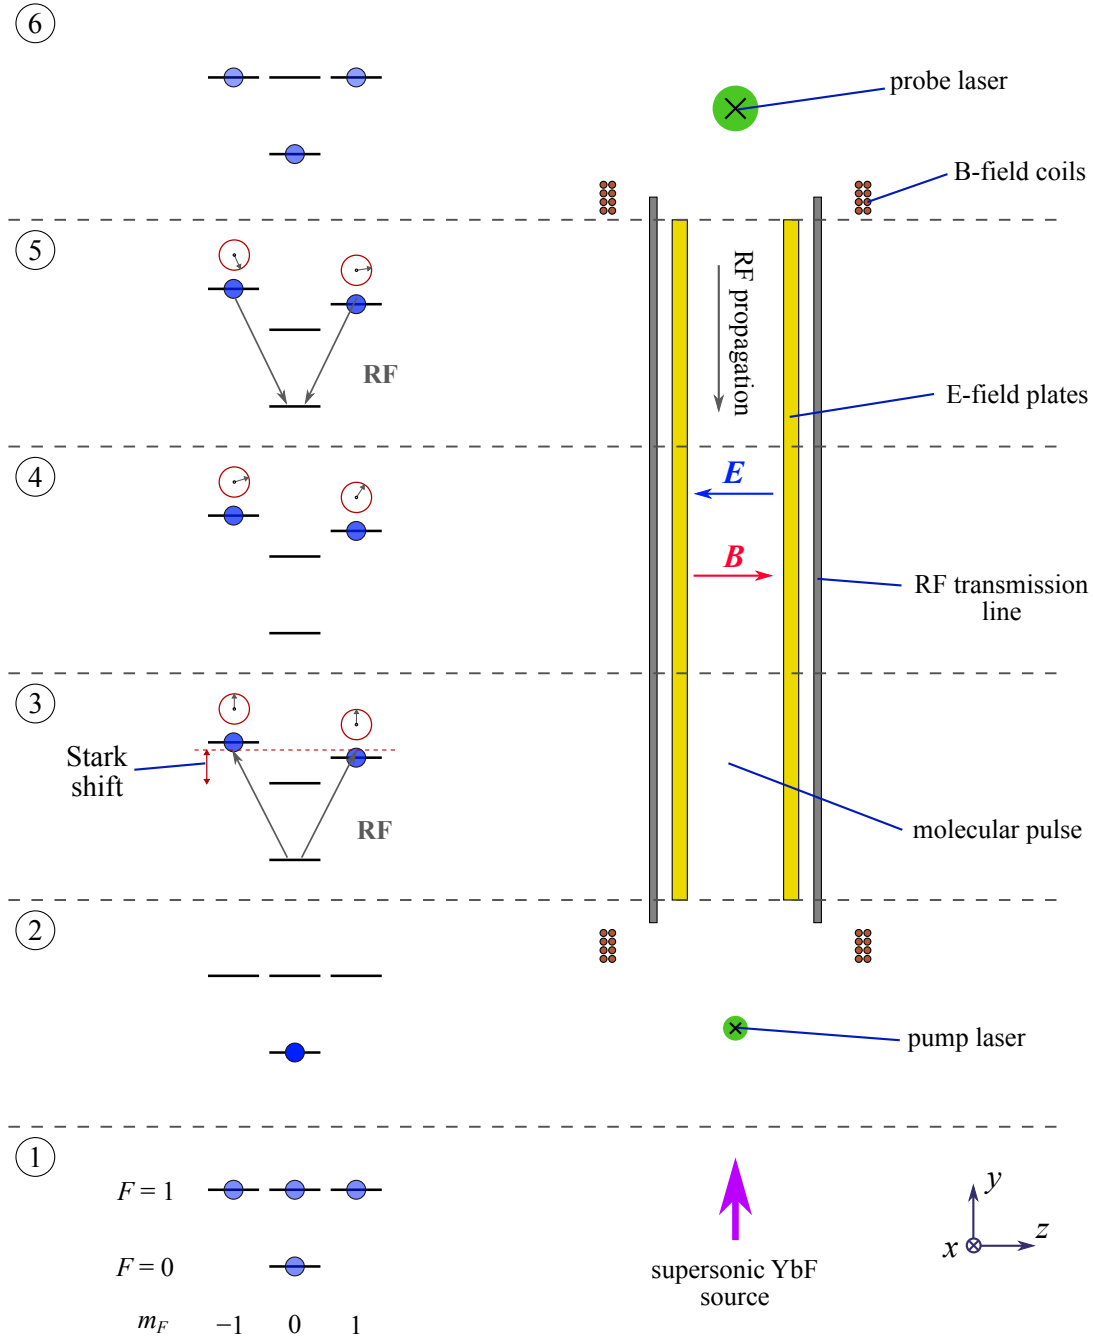 6
probe laser
B-field coils
5
RF propagation
RF
E-field plates
4
E
B
RF transmission
line
3
Stark
shift
RF
molecular pulse
2
pump laser
1
F = 1
F = 0
m_F −1 0 1
supersonic YbF
source
y
x
z